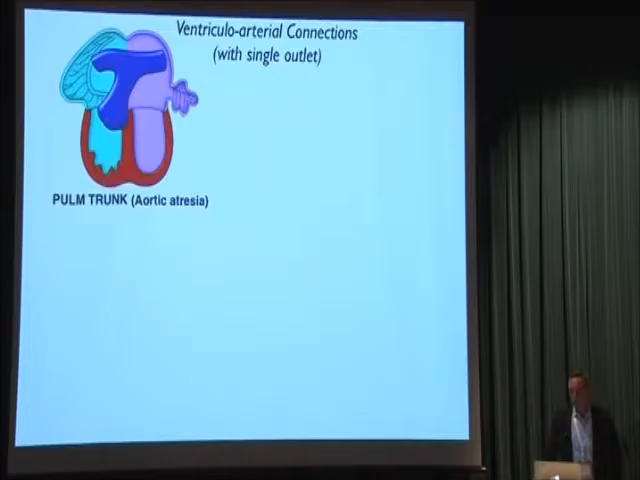 Ventriculo-arterial Connections
(with single outlet)
PULM TRUNK (Aortic atresia)